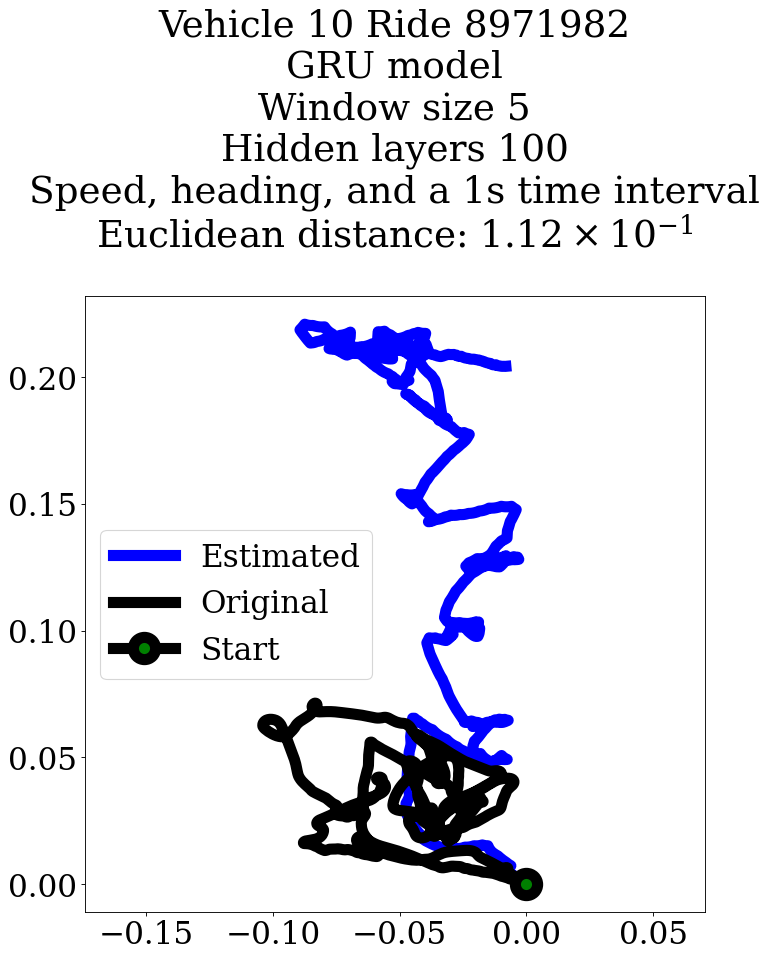 Vehicle 10 Ride 8971982
GRU model
Window size 5
Hidden layers 100
Speed, heading, and a 1s time interval
Euclidean distance: 1.12 × 10⁻¹
0.20
0.15
0.10
0.05
0.00
Estimated
Original
Start
−0.15
−0.10
−0.05
0.00
0.05